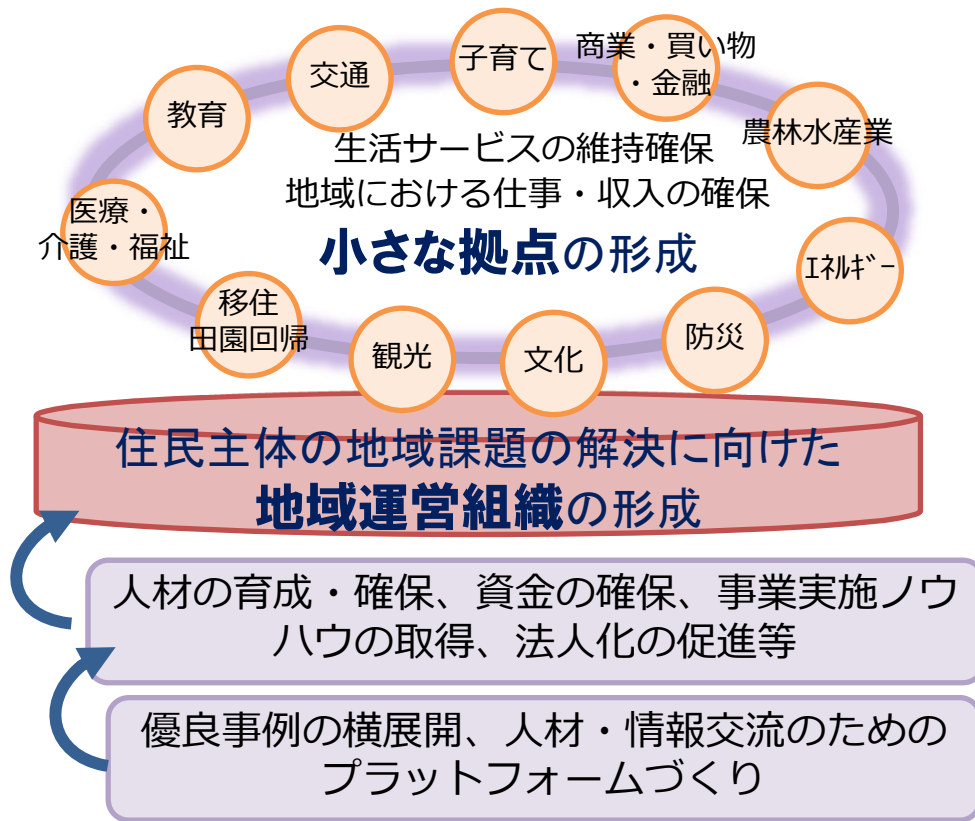 子育て
商業・買い物
・金融
交通
教育
農林水産業
生活サービスの維持確保
地域における仕事・収入の確保
医療・
介護・福祉
小さな拠点の形成
ｴﾈﾙｷﾞｰ
移住
田園回帰
観光
文化
防災
住民主体の地域課題の解決に向けた
地域運営組織の形成
人材の育成・確保、資金の確保、事業実施ノウ
ハウの取得、法人化の促進等
優良事例の横展開、人材・情報交流のための
プラットフォームづくり